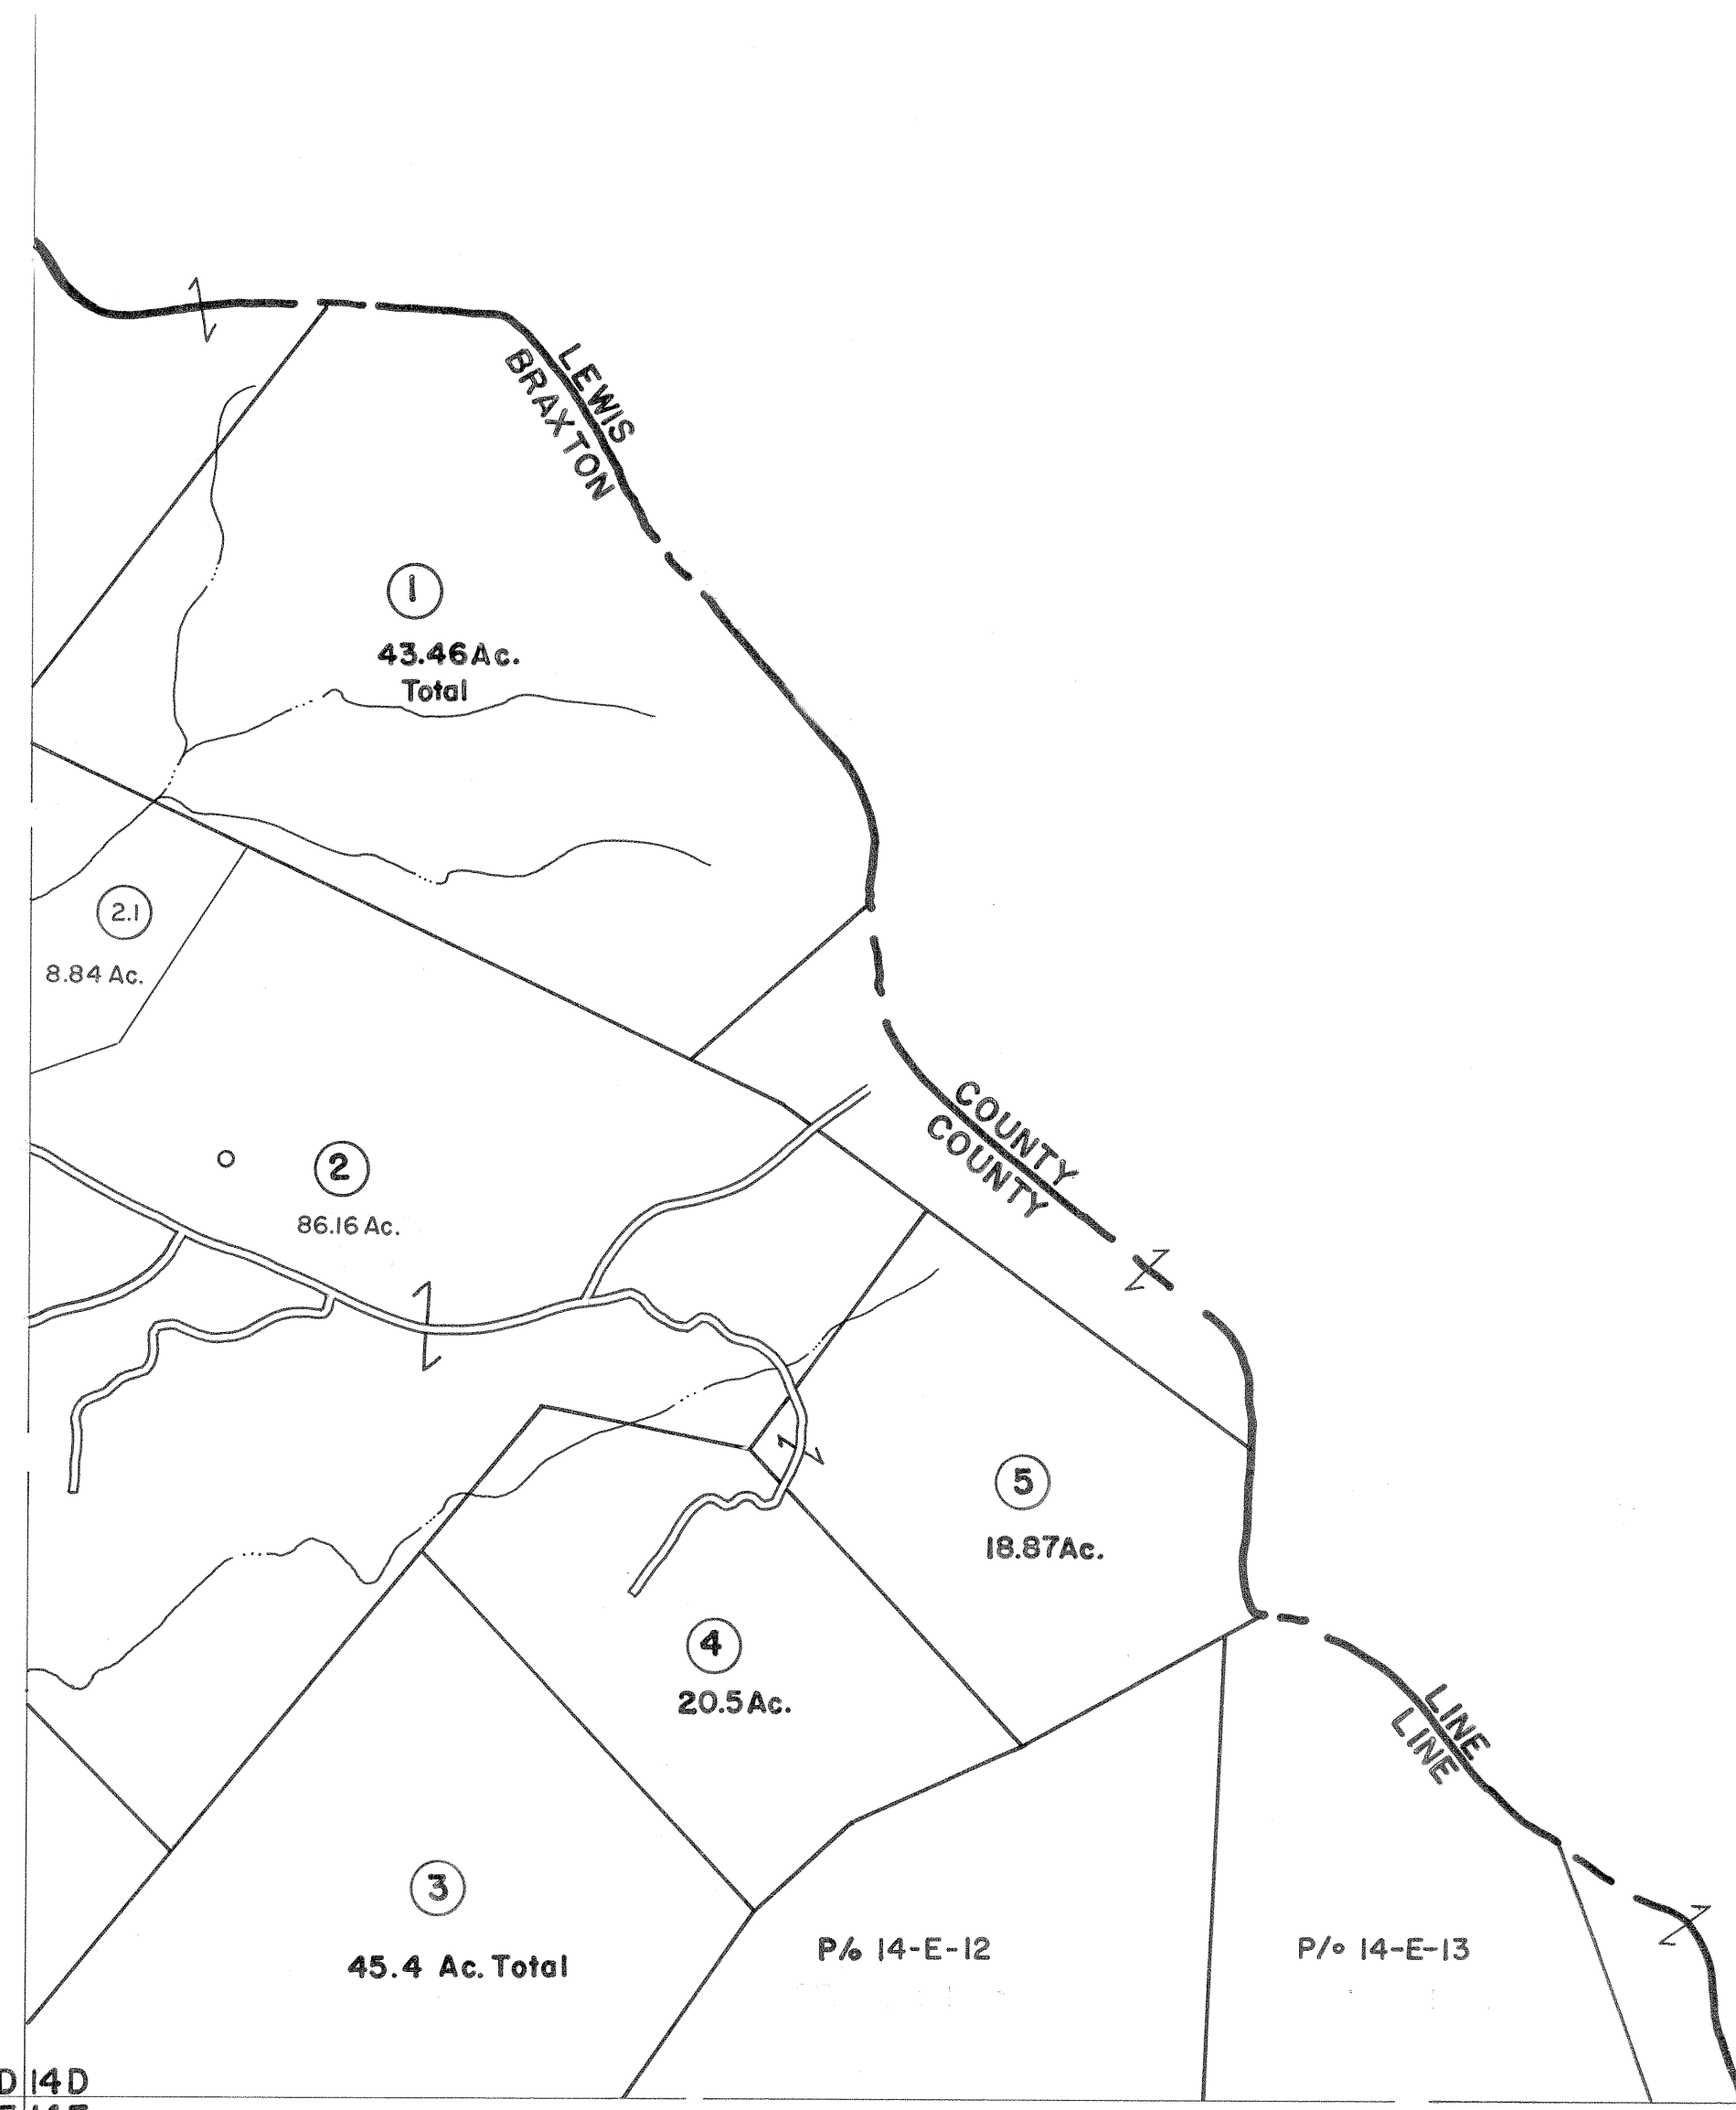 LEWIS
BRAXTON
1
43.46 Ac.
Total
2.1
8.84 Ac.
COUNTY
COUNTY
2
86.16 Ac.
5
18.87 Ac.
4
20.5 Ac.
LINE
LINE
3
45.4 Ac. Total
P/o 14-E-12
P/o 14-E-13
D 14D